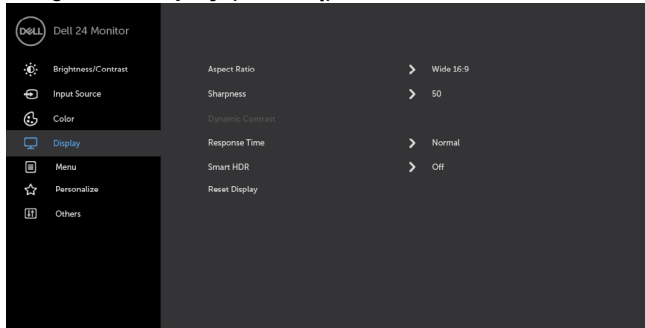 DELL Dell 24 Monitor
Brightness/Contrast
Input Source
Color
Display
Menu
Personalize
Others
Aspect Ratio Wide 16:9
Sharpness 50
Dynamic Contrast
Response Time Normal
Smart HDR Off
Reset Display